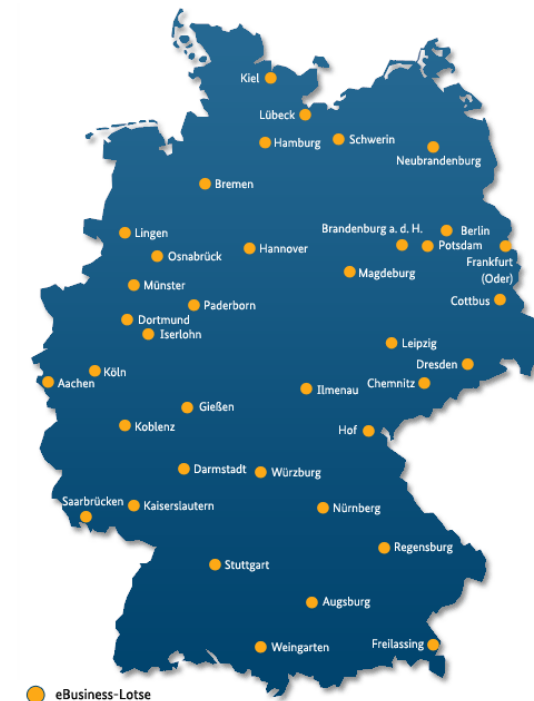 Kiel
Lübeck
Hamburg
Schwerin
Neubrandenburg
Bremen
Lingen
Osnabrück
Hannover
Brandenburg a. d. H.
Berlin
Potsdam
Frankfurt
(Oder)
Magdeburg
Münster
Paderborn
Cottbus
Dortmund
Iserlohn
Leipzig
Dresden
Köln
Aachen
Chemnitz
Ilmenau
Gießen
Koblenz
Hof
Darmstadt
Würzburg
Saarbrücken
Kaiserslautern
Nürnberg
Regensburg
Stuttgart
Augsburg
Weingarten
Freilassing
eBusiness-Lotse